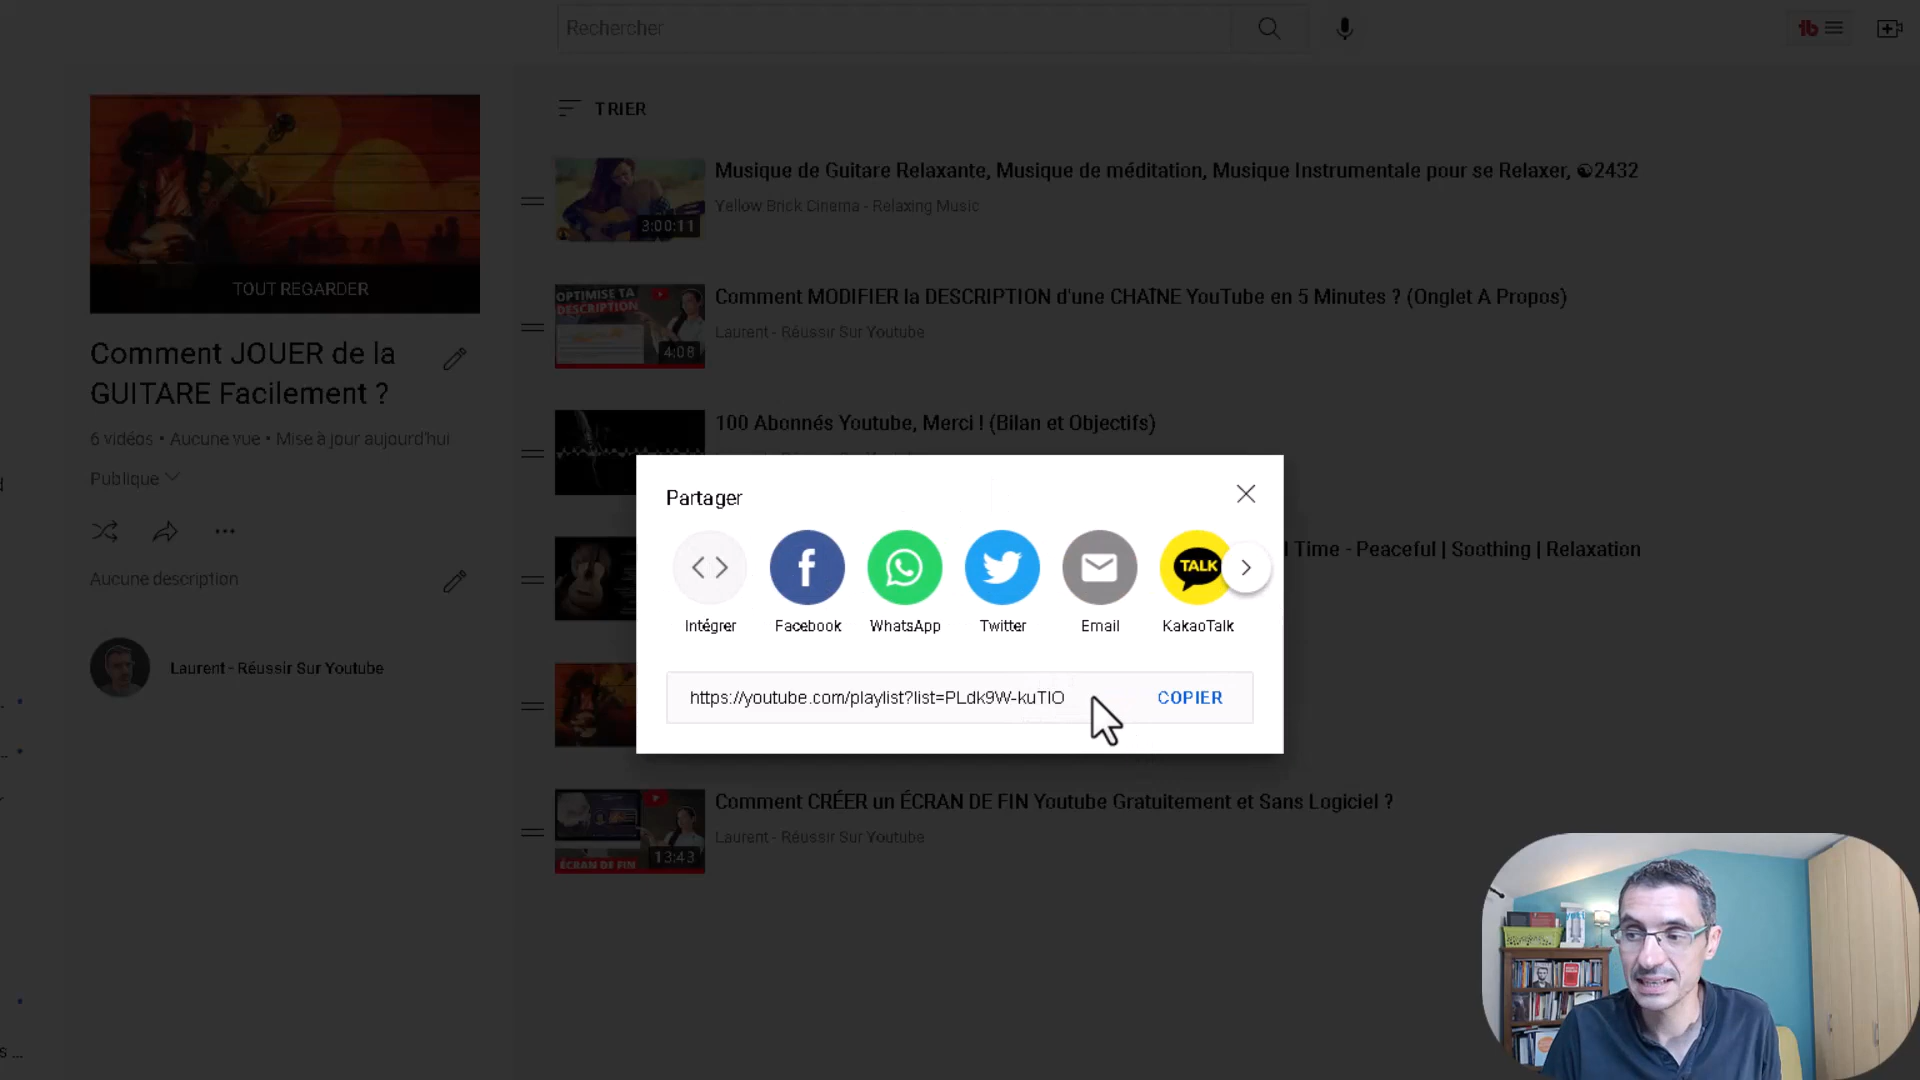 Rechercher
TOUT REGARDER
Comment JOUER de la
GUITARE Facilement ?
6 vidéos • Aucune vue • Mise à jour aujourd'hui
Publique
Aucune description
Laurent - Réussir Sur Youtube
TRIER
3:00:11
Musique de Guitare Relaxante, Musique de méditation, Musique Instrumentale pour se Relaxer, ☯2432
Yellow Brick Cinema - Relaxing Music
OPTIMISE TA
DESCRIPTION
4:08
Comment MODIFIER la DESCRIPTION d'une CHAÎNE YouTube en 5 Minutes ? (Onglet A Propos)
Laurent - Réussir Sur Youtube
100 Abonnés Youtube, Merci ! (Bilan et Objectifs)
Time - Peaceful | Soothing | Relaxation
Partager
TALK
Intégrer
Facebook
WhatsApp
Twitter
Email
KakaoTalk
https://youtube.com/playlist?list=PLdk9W-kuTIO
COPIER
ÉCRAN DE FIN
13:43
Comment CRÉER un ÉCRAN DE FIN Youtube Gratuitement et Sans Logiciel ?
Laurent - Réussir Sur Youtube